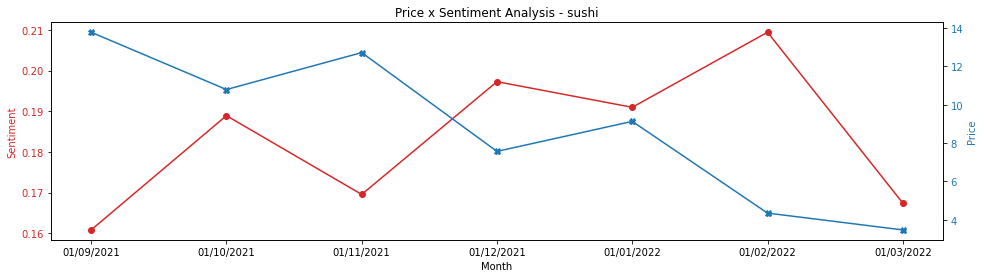 Price x Sentiment Analysis - sushi
0.21
0.20
0.19
0.18
0.17
0.16
Sentiment
14
12
10
8
6
4
Price
01/09/2021 01/10/2021 01/11/2021 01/12/2021 01/01/2022 01/02/2022 01/03/2022
Month